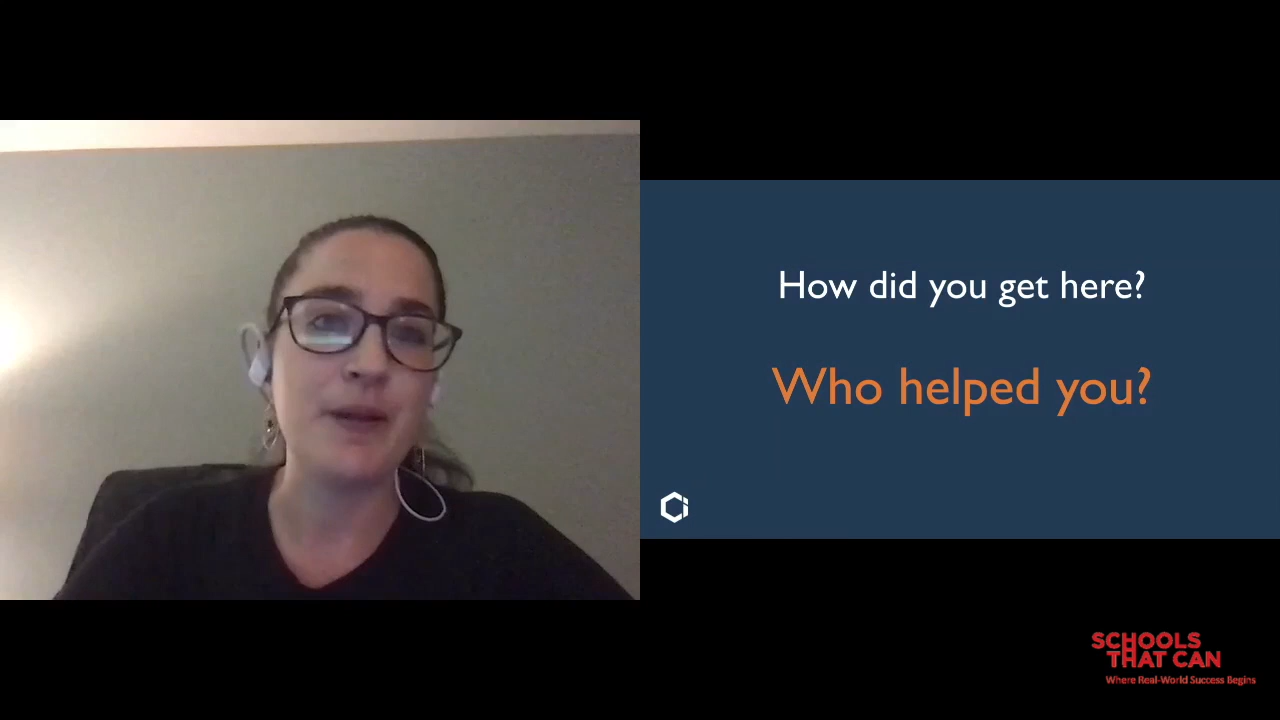 How did you get here?
Who helped you?
SCHOOLS
THAT CAN
Where Real-World Success Begins